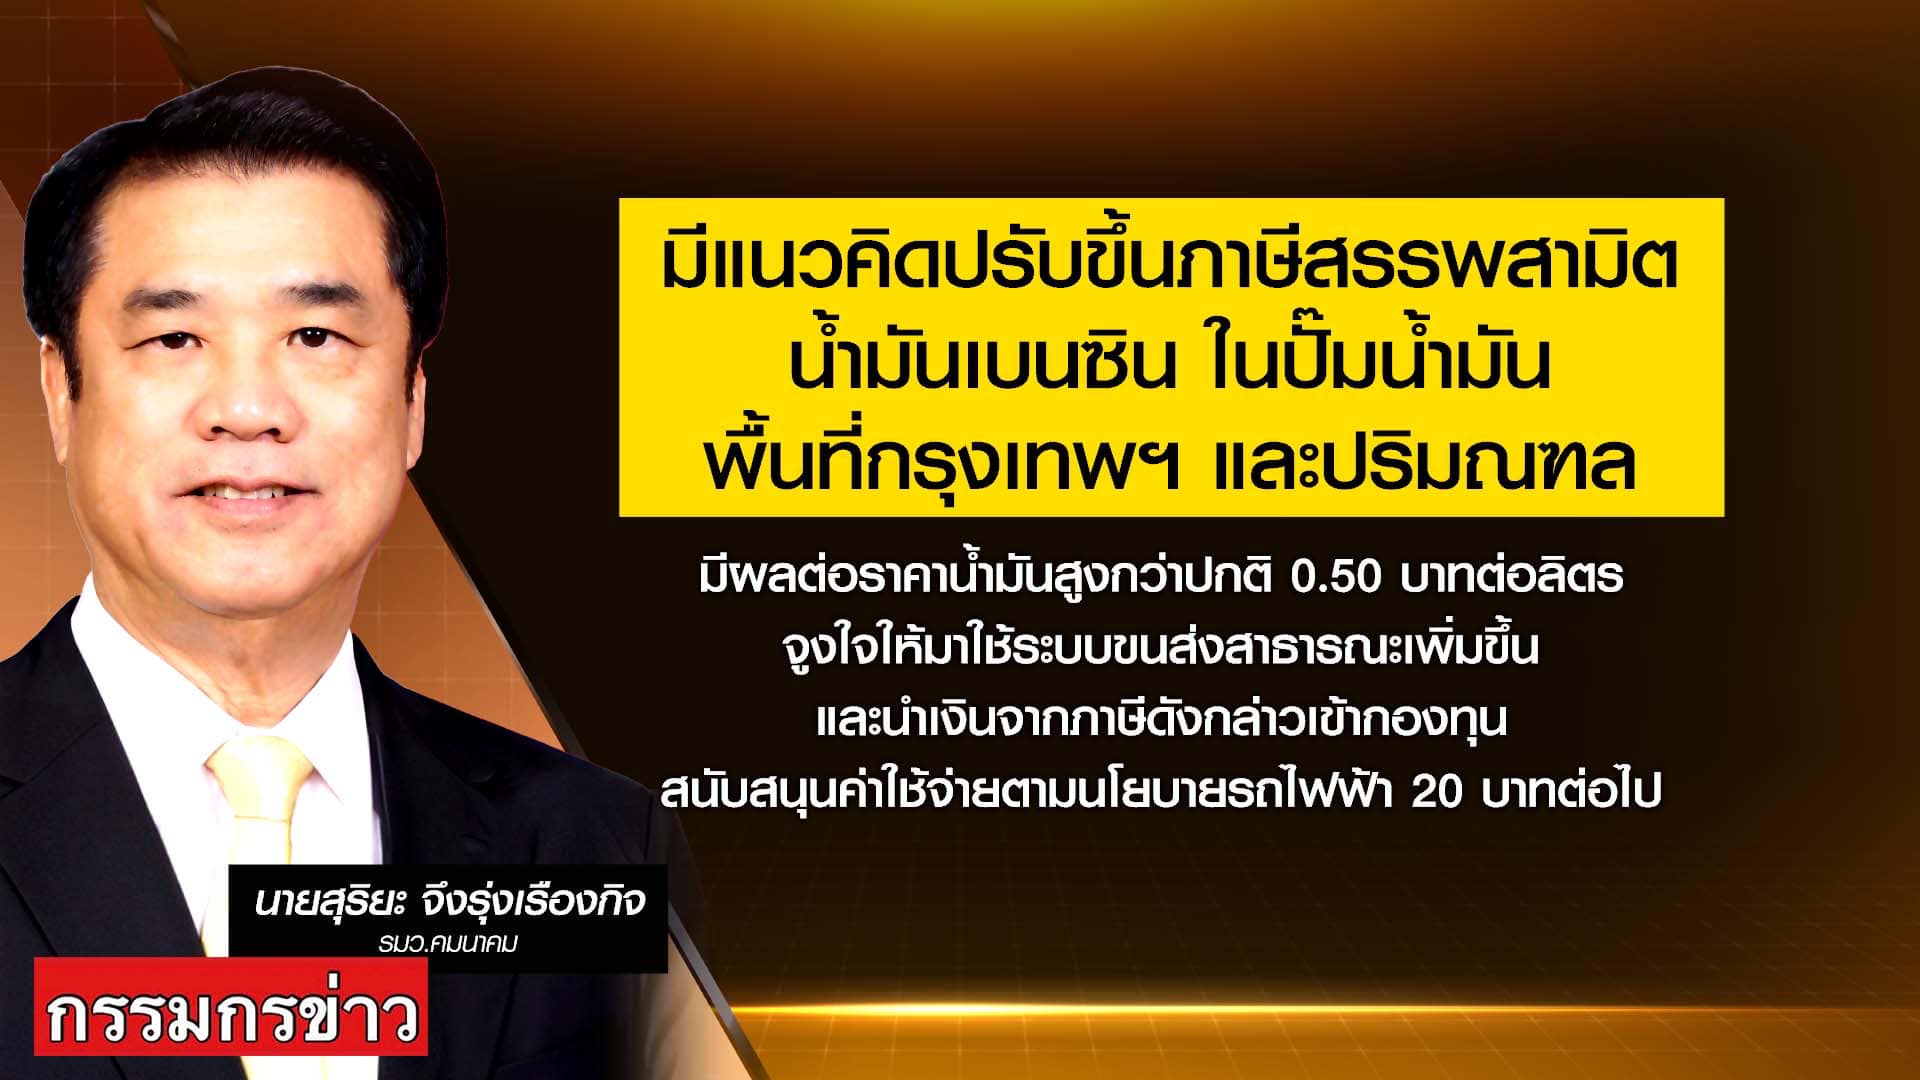 มีแนวคิดปรับขึ้นภาษีสรรพสามิต
น้ำมันเบนซิน ในปั๊มน้ำมัน
พื้นที่กรุงเทพฯ และปริมณฑล
มีผลต่อราคาน้ำมันสูงกว่าปกติ 0.50 บาทต่อลิตร
จูงใจให้มาใช้ระบบขนส่งสาธารณะเพิ่มขึ้น
และนำเงินจากภาษีดังกล่าวเข้ากองทุน
สนับสนุนค่าใช้จ่ายตามนโยบายรถไฟฟ้า 20 บาทต่อไป
นายสุริยะ จึงรุ่งเรืองกิจ
รมว.คมนาคม
กรรมกรข่าว